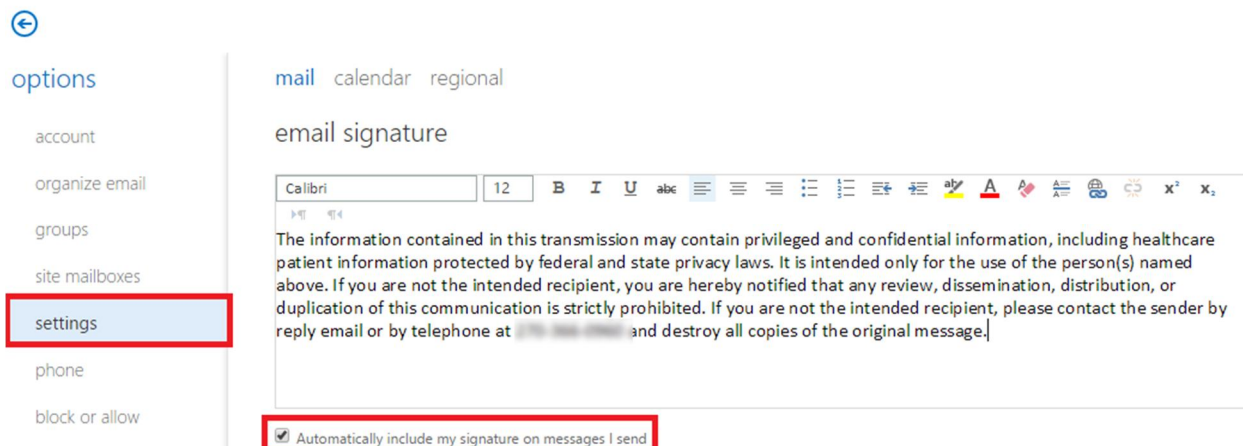 options
account
organize email
groups
site mailboxes
settings
phone
block or allow
mail calendar regional
email signature
Calibri 12 B I U abc
The information contained in this transmission may contain privileged and confidential information, including healthcare
patient information protected by federal and state privacy laws. It is intended only for the use of the person(s) named
above. If you are not the intended recipient, you are hereby notified that any review, dissemination, distribution, or
duplication of this communication is strictly prohibited. If you are not the intended recipient, please contact the sender by
reply email or by telephone at and destroy all copies of the original message.
Automatically include my signature on messages I send